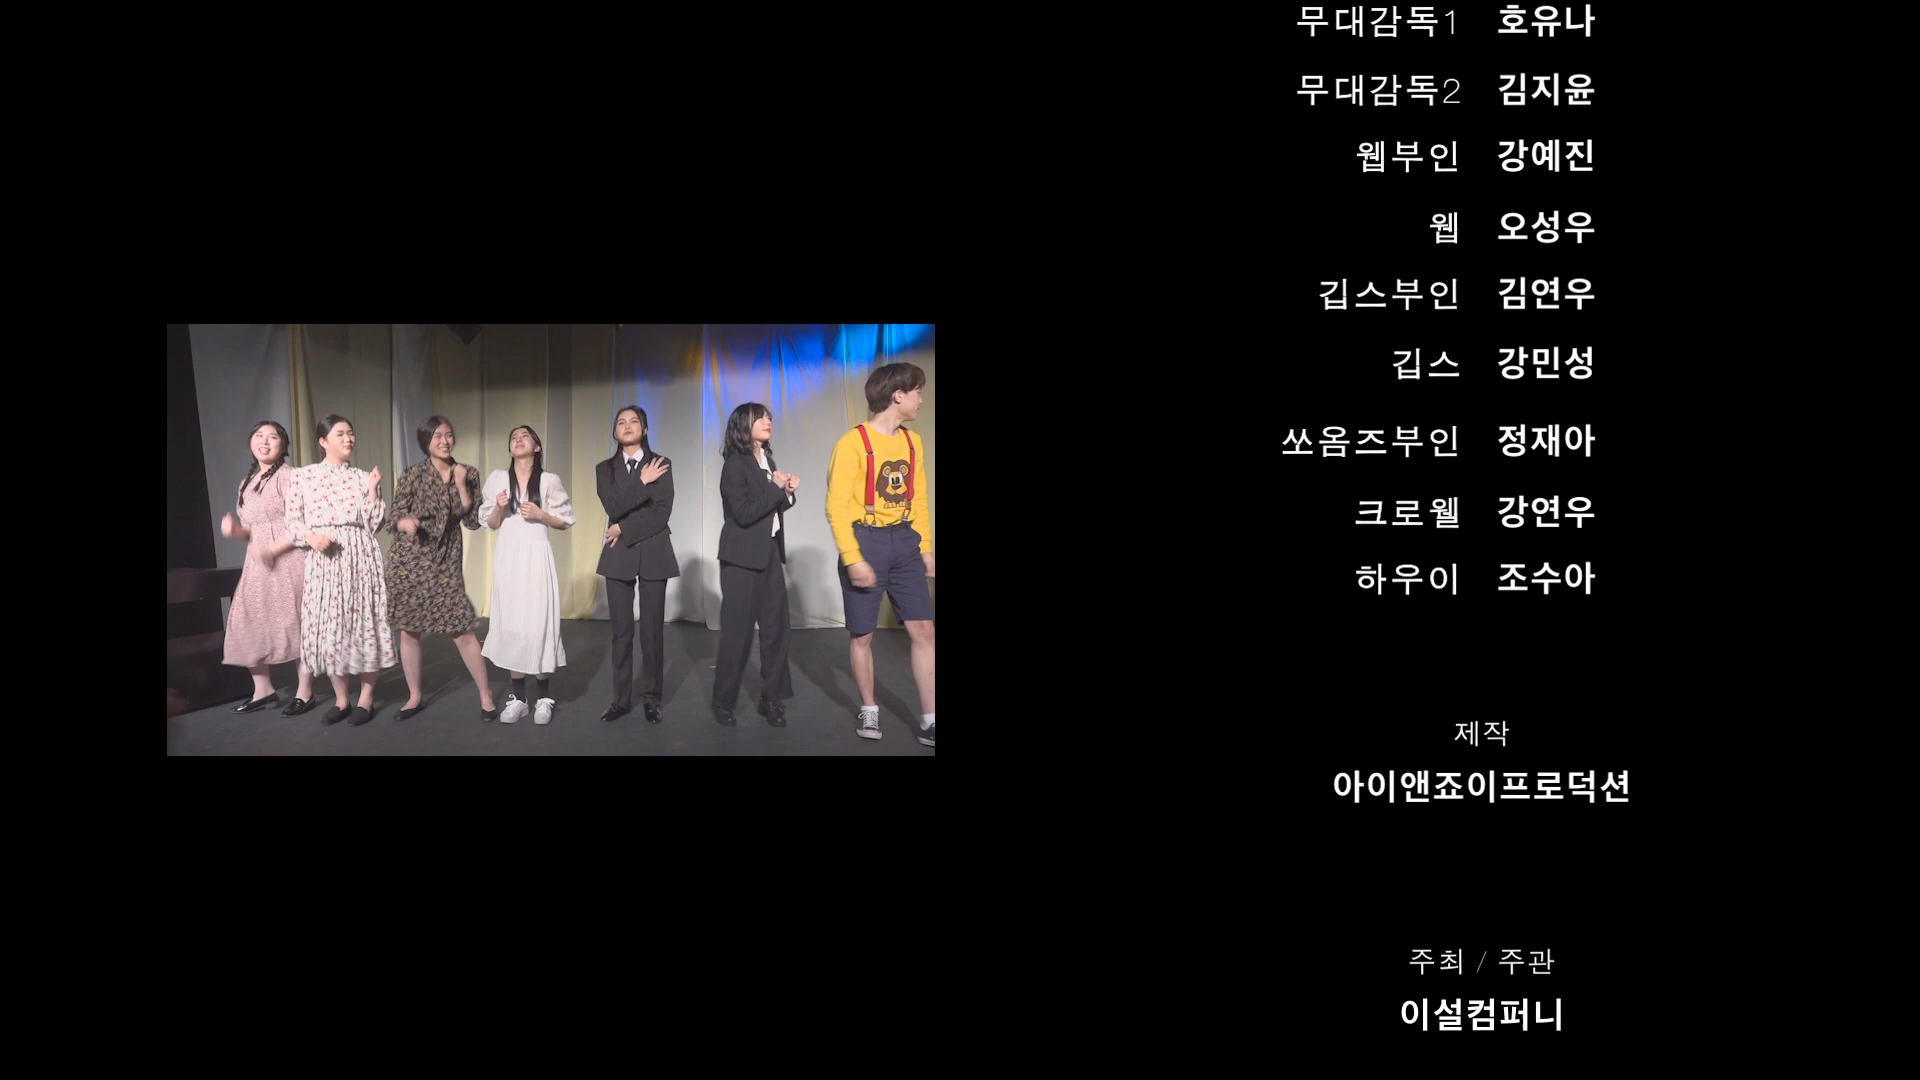 무대감독1 호유나
무대감독2 김지윤
웹부인 강예진
웹 오성우
깁스부인 김연우
깁스 강민성
쏘옴즈부인 정재아
크로웰 강연우
하우이 조수아
제작
아이앤죠이프로덕션
주최 / 주관
이설컴퍼니